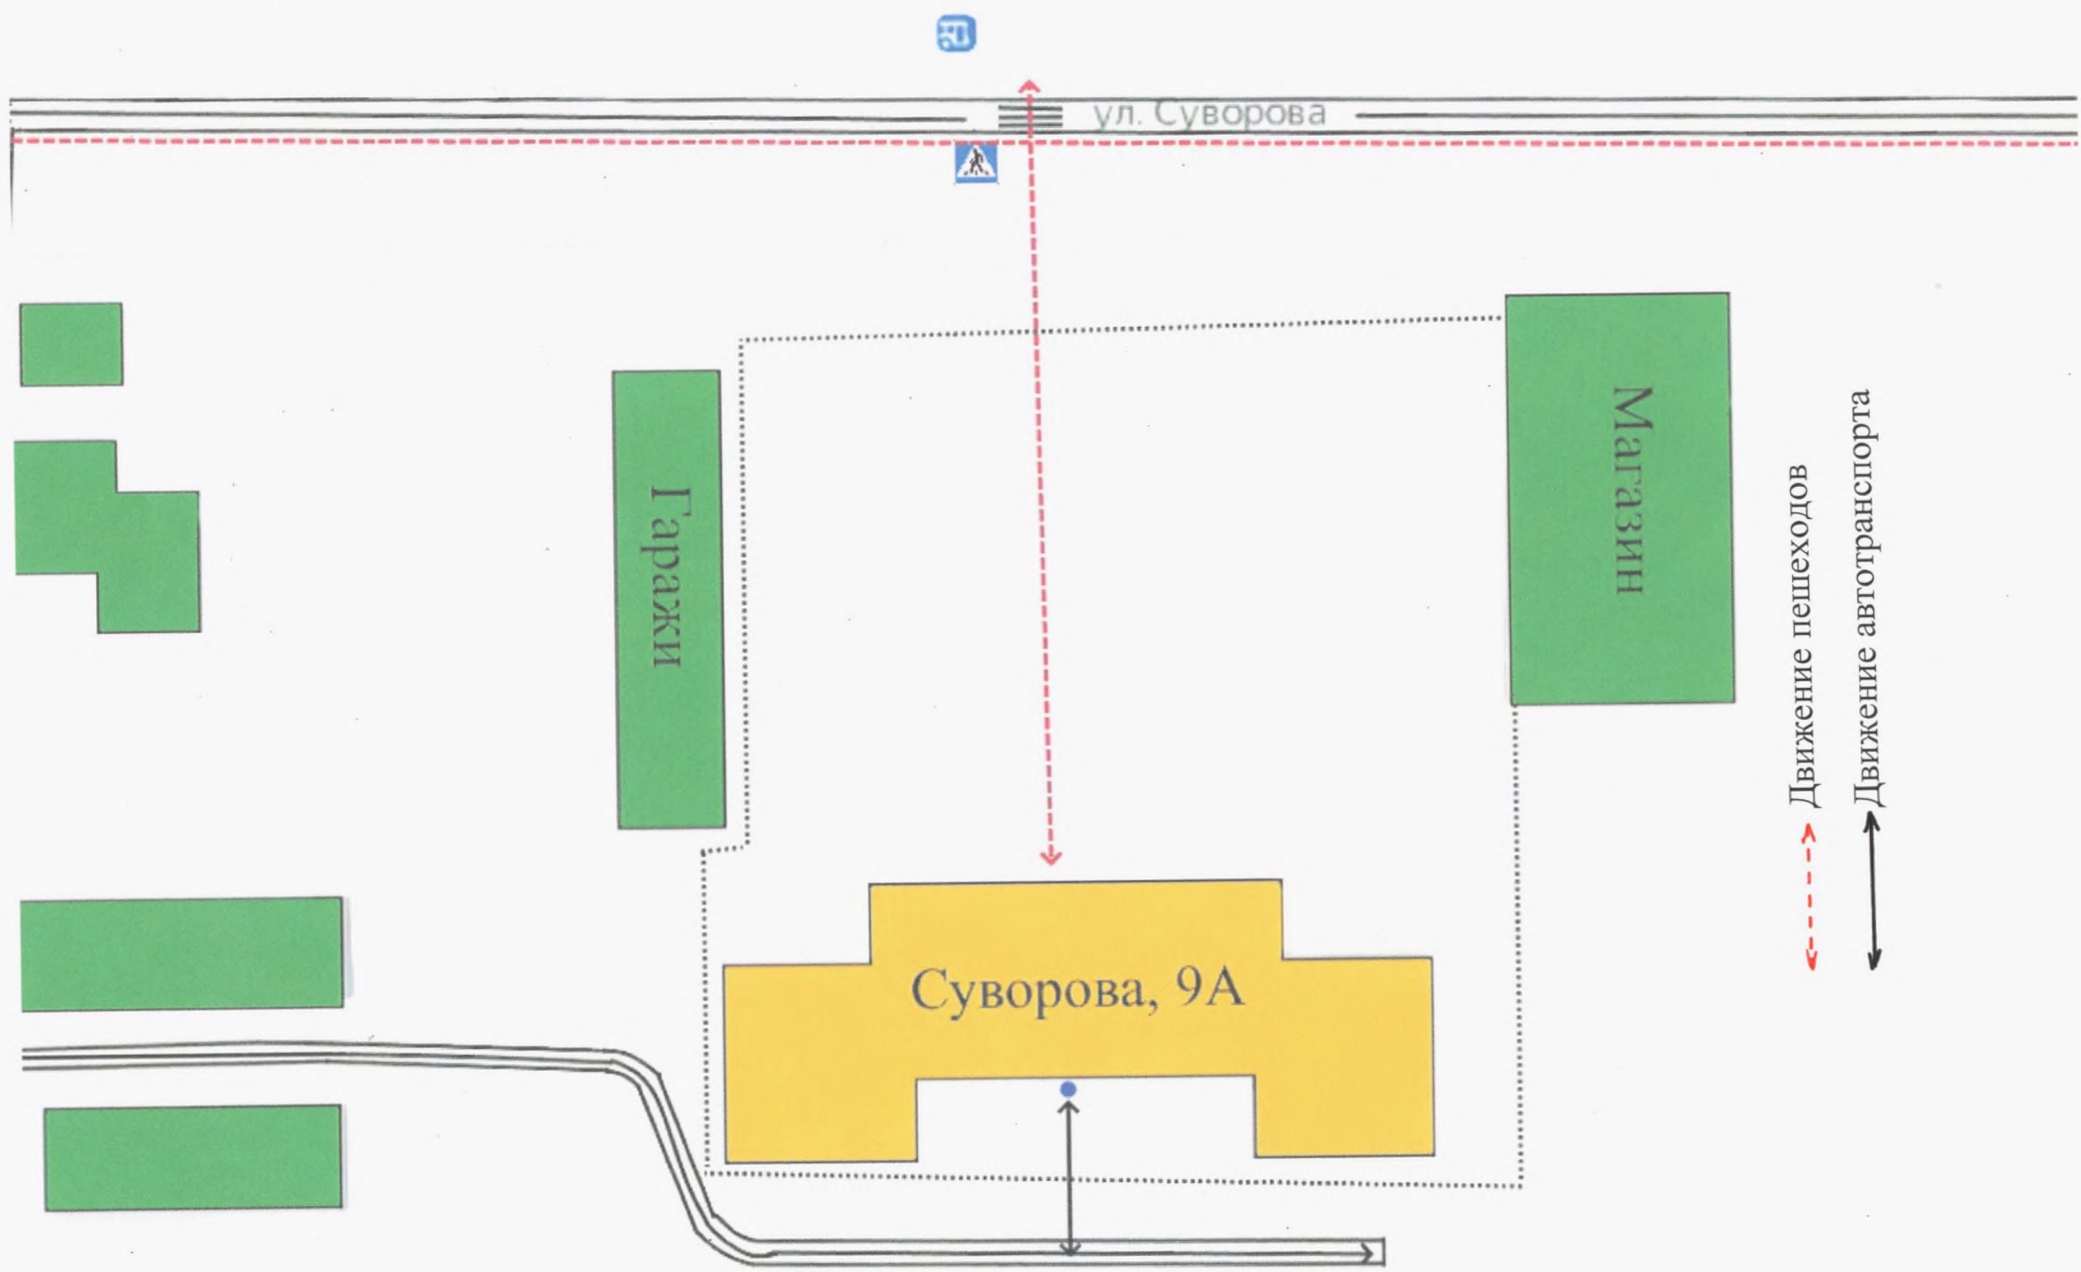 ул. Суворова
Гаражи
Магазин
Движение пешеходов
Движение автотранспорта
Суворова, 9А